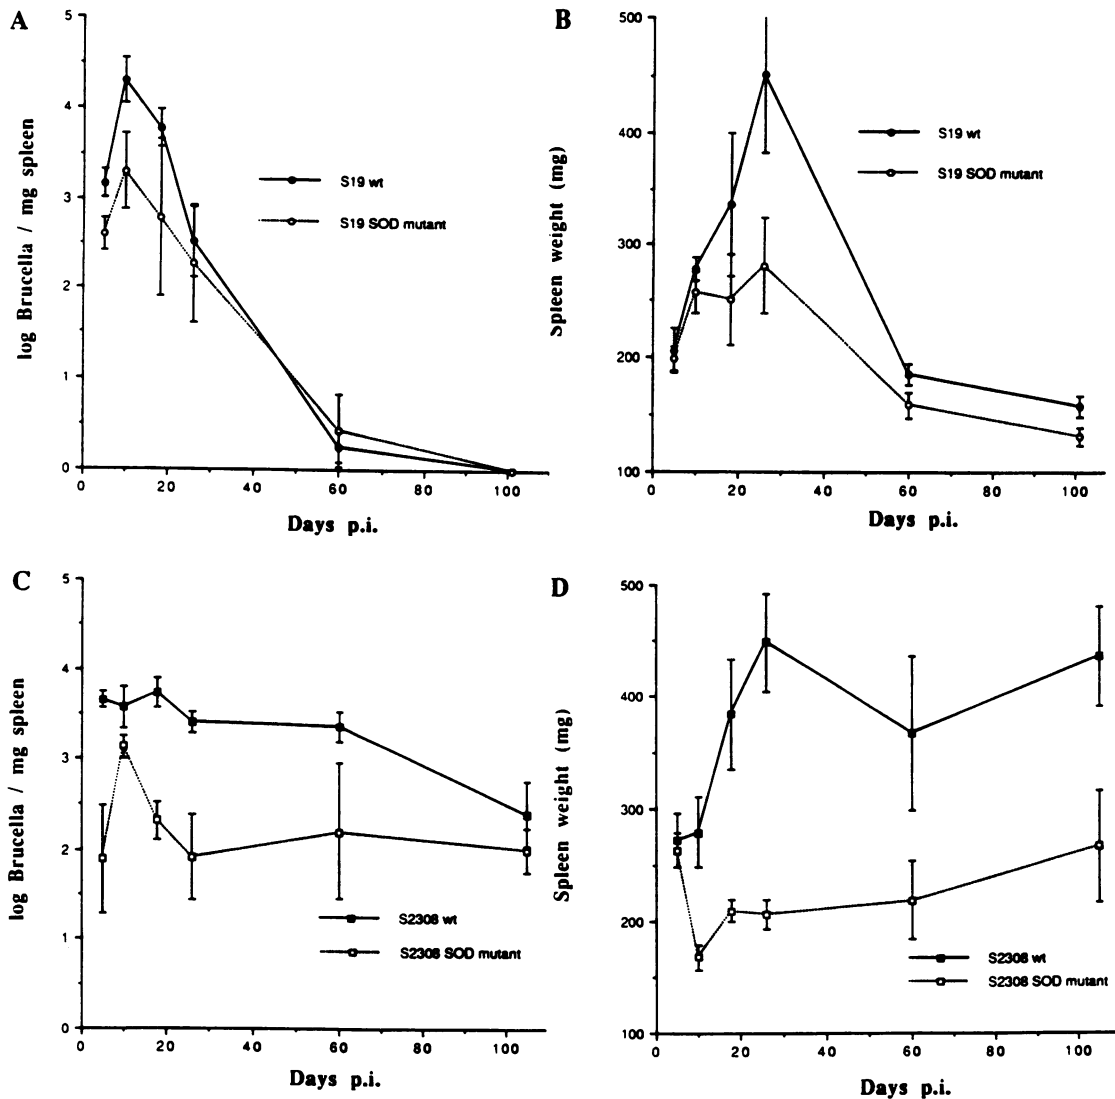 A
5
4
3
2
1
0
log Brucella / mg spleen
S19 wt
S19 SOD mutant
0 20 40 60 80 100
Days p.i.
B
500
400
300
200
100
Spleen weight (mg)
S19 wt
S19 SOD mutant
0 20 40 60 80 100
Days p.i.
C
5
4
3
2
1
0
log Brucella / mg spleen
S2308 wt
S2308 SOD mutant
0 20 40 60 80 100
Days p.i.
D
500
400
300
200
100
Spleen weight (mg)
S2308 wt
S2308 SOD mutant
0 20 40 60 80 100
Days p.i.